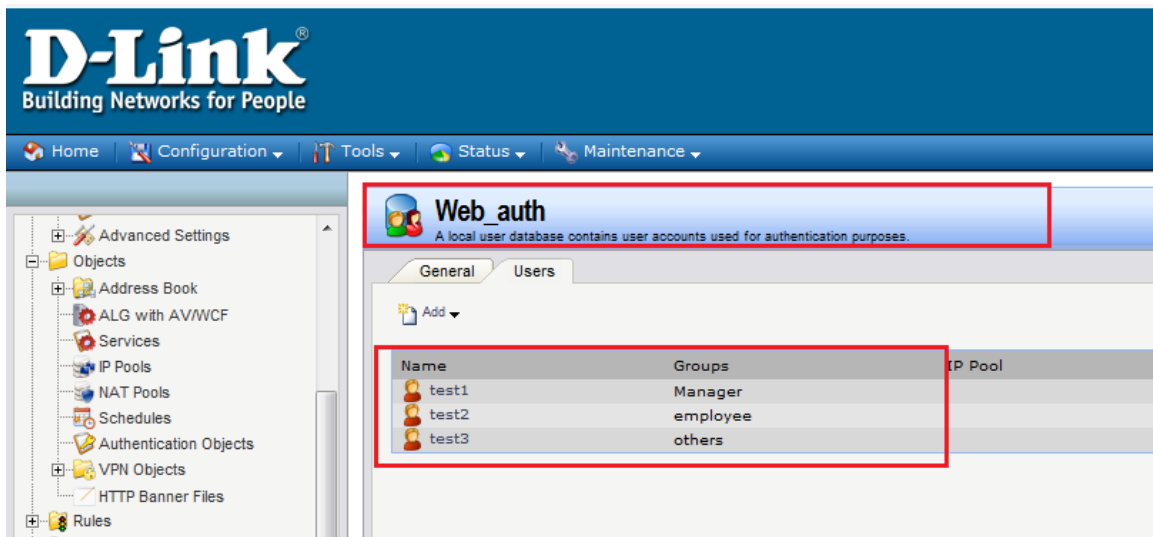 D-Link®
Building Networks for People
Home Configuration Tools Status Maintenance
Web_auth
A local user database contains user accounts used for authentication purposes.
General Users
Add
Name Groups IP Pool
test1 Manager
test2 employee
test3 others
Advanced Settings
Objects
Address Book
ALG with AV/WCF
Services
IP Pools
NAT Pools
Schedules
Authentication Objects
VPN Objects
HTTP Banner Files
Rules